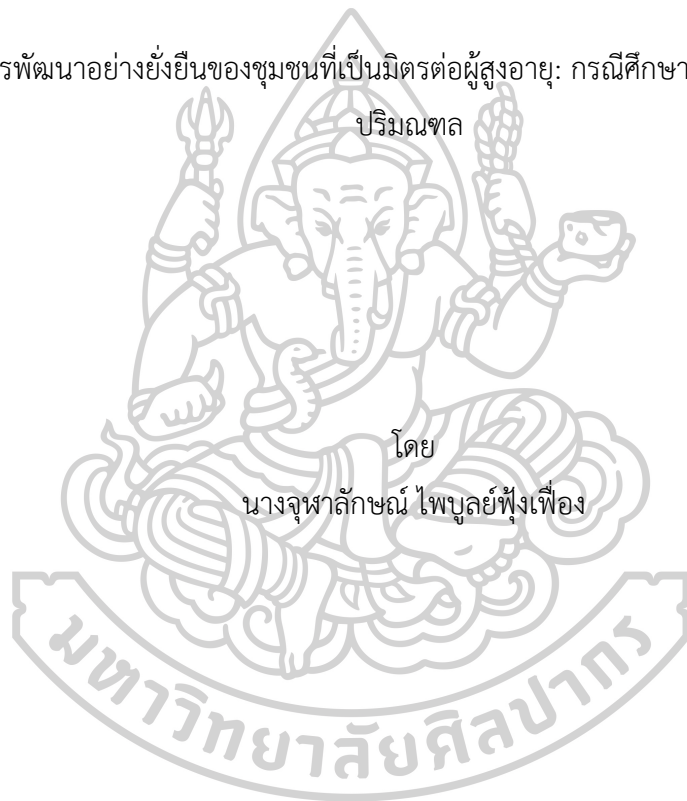 รพัฒนาอย่างยั่งยืนของชุมชนที่เป็นมิตรต่อผู้สูงอายุ: กรณีศึกษา
ปริมณฑล
โดย
นางจุฬาลักษณ์ ไพบูลย์ฟุ้งเฟื่อง
มหาวิทยาลัยศิลปากร